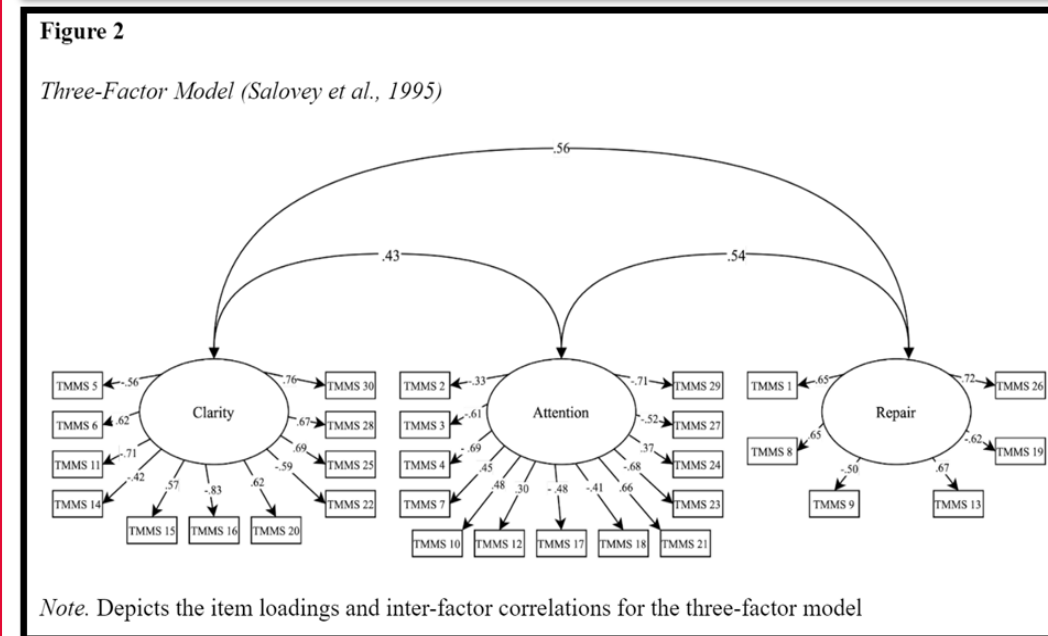 Figure 2
Three-Factor Model (Salovey et al., 1995)
.56
.43
.54
Clarity
Attention
Repair
TMMS 5
-.56
TMMS 6
.62
TMMS 11
-.71
TMMS 14
-.42
TMMS 15
.57
TMMS 16
-.83
TMMS 20
.62
TMMS 22
-.59
TMMS 25
.69
TMMS 28
.67
TMMS 30
.76
TMMS 2
.33
TMMS 3
-.61
TMMS 4
-.69
TMMS 7
.45
TMMS 10
.48
TMMS 12
.30
TMMS 17
-.48
TMMS 18
-.41
TMMS 21
.66
TMMS 23
-.68
TMMS 24
.37
TMMS 27
-.52
TMMS 29
-.71
TMMS 1
.65
TMMS 8
.65
TMMS 9
-.50
TMMS 13
.67
TMMS 19
-.62
TMMS 26
.72
Note. Depicts the item loadings and inter-factor correlations for the three-factor model